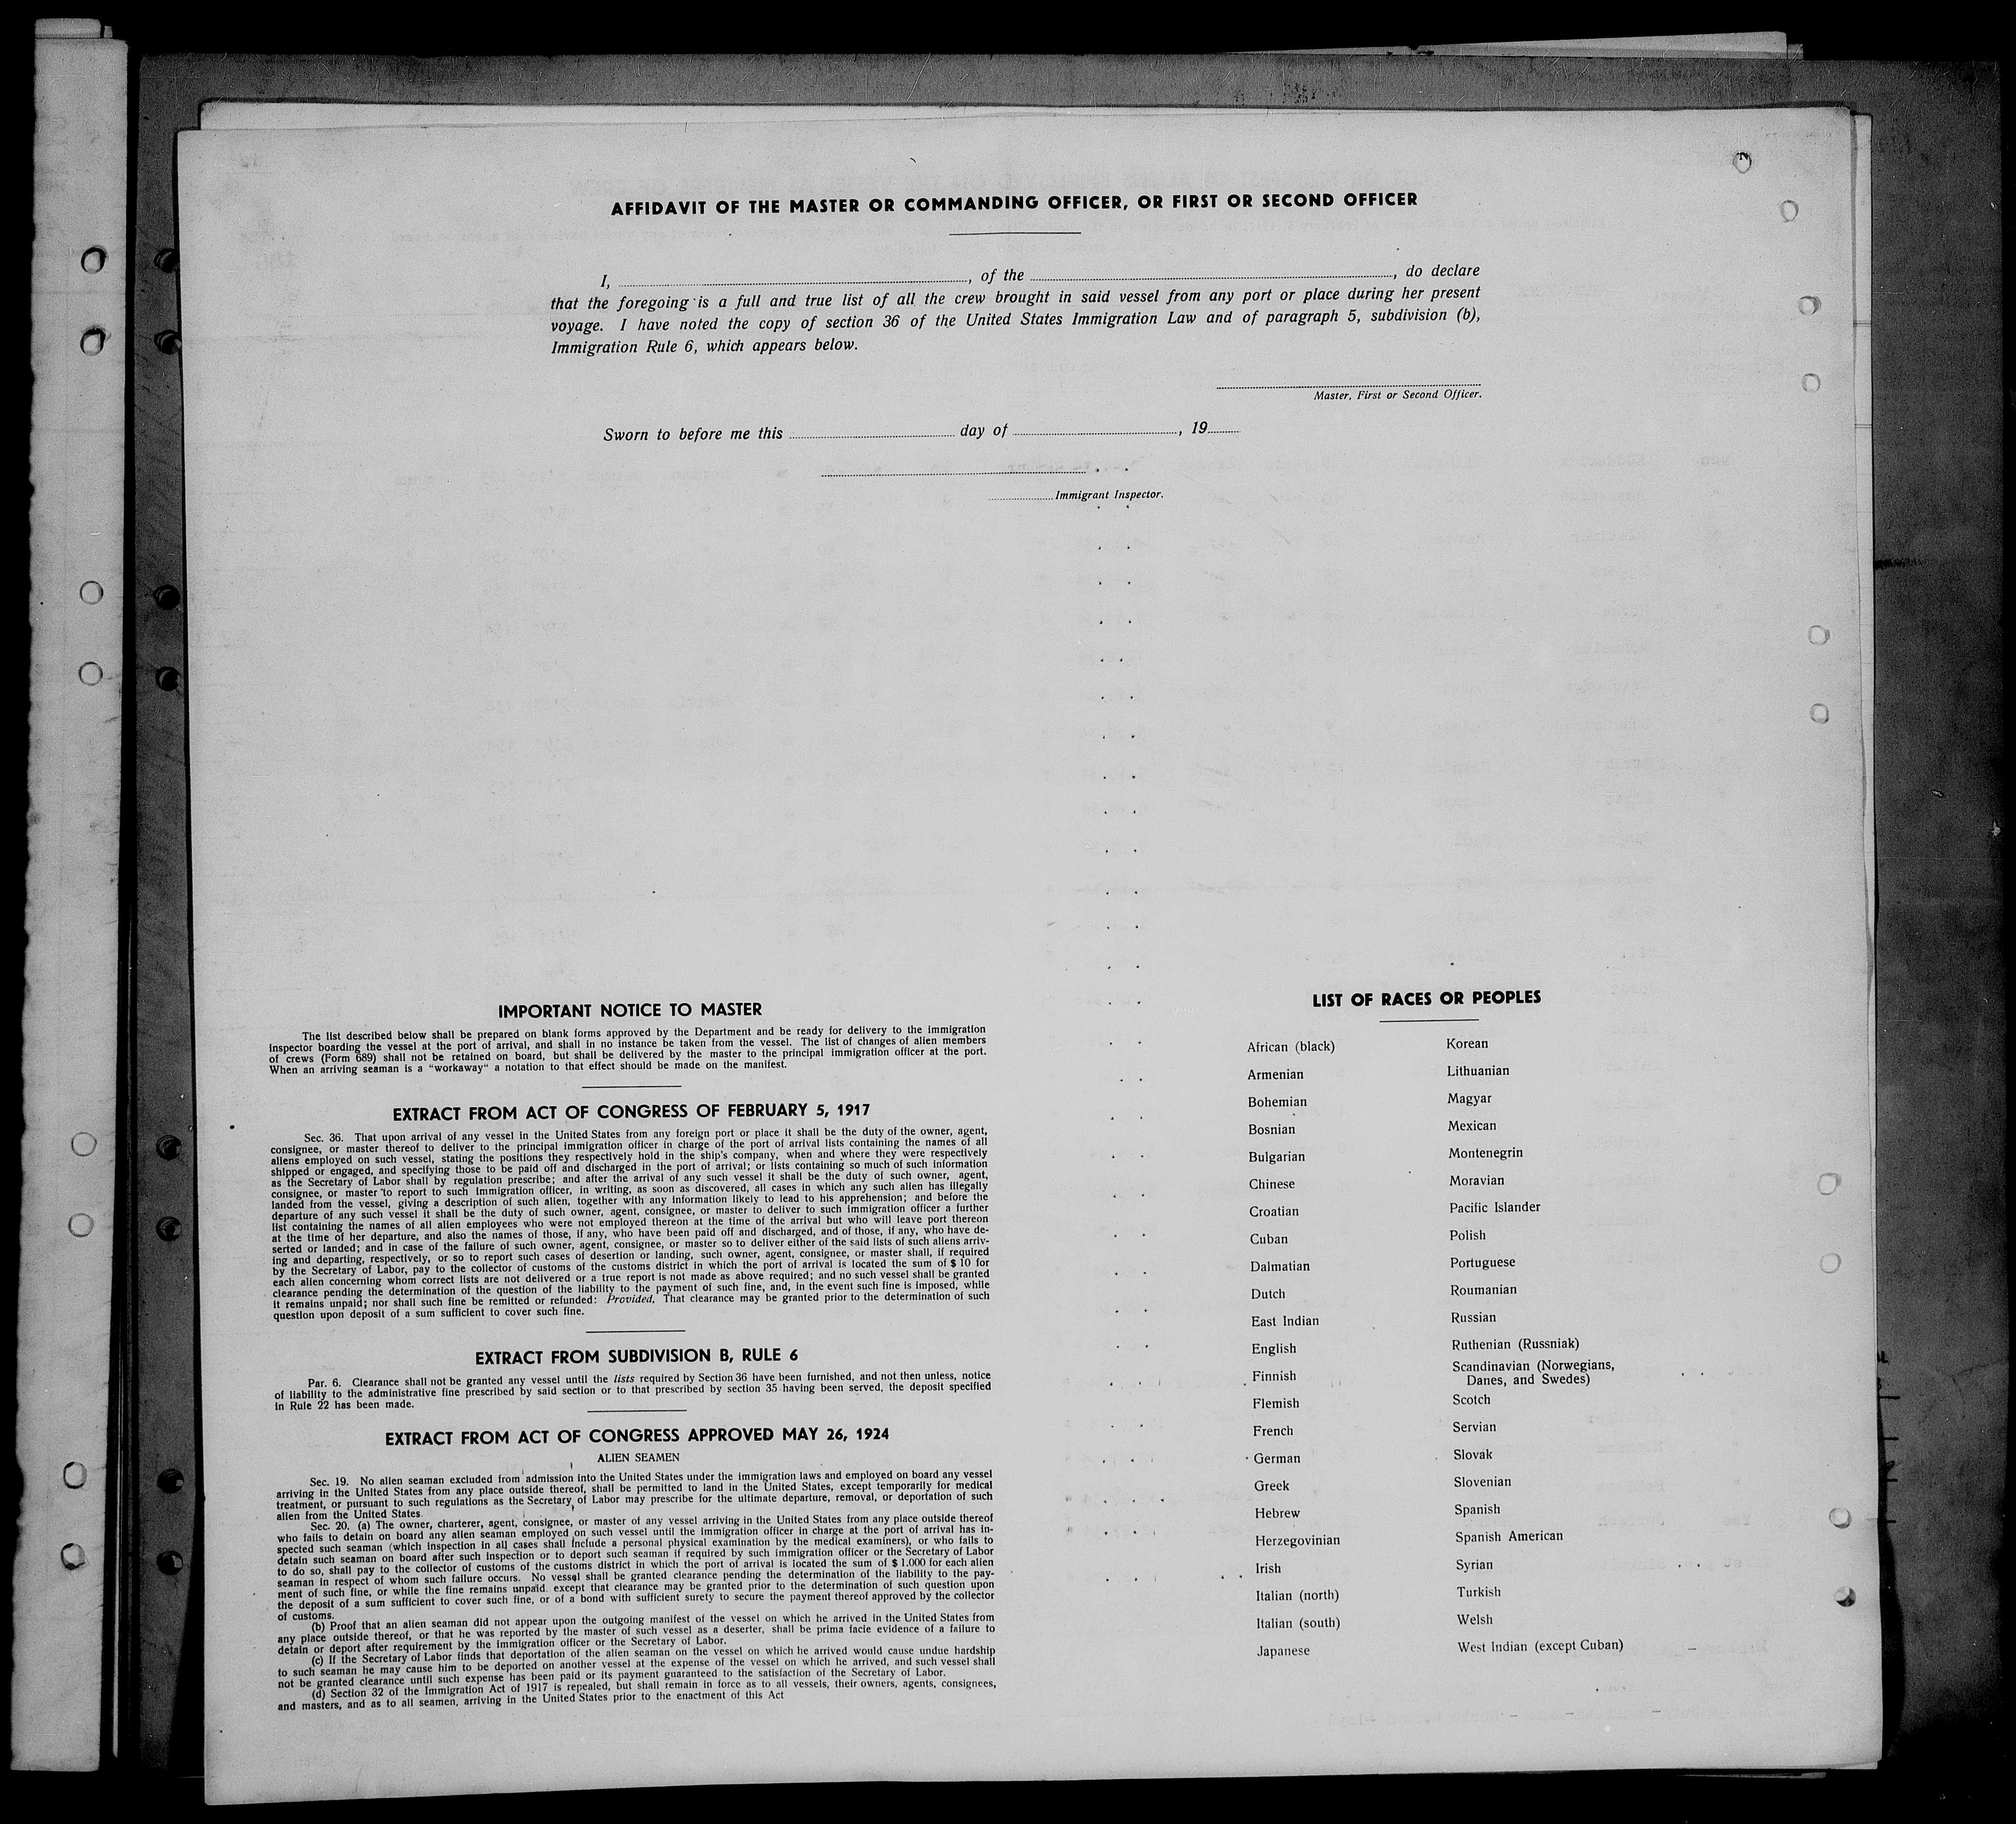 AFFIDAVIT OF THE MASTER OR COMMANDING OFFICER, OR FIRST OR SECOND OFFICER
I, ........................, of the ........................, do declare
that the foregoing is a full and true list of all the crew brought in said vessel from any port or place during her present
voyage. I have noted the copy of section 36 of the United States Immigration Law and of paragraph 5, subdivision (b),
Immigration Rule 6, which appears below.
Master, First or Second Officer.
Sworn to before me this ........................ day of ........................, 19........
Immigrant Inspector.
IMPORTANT NOTICE TO MASTER
The list described below shall be prepared on blank forms approved by the Department and be ready for delivery to the immigration
inspector boarding the vessel at the port of arrival, and shall in no instance be taken from the vessel. The list of changes of alien members
of crews (Form 689) shall not be retained on board, but shall be delivered by the master to the principal immigration officer at the port.
When an arriving seaman is a "workaway" a notation to that effect should be made on the manifest.
EXTRACT FROM ACT OF CONGRESS OF FEBRUARY 5, 1917
Sec. 36. That upon arrival of any vessel in the United States from any foreign port or place it shall be the duty of the owner, agent,
consignee, or master thereof to deliver to the principal immigration officer in charge of the port of arrival lists containing the names of all
aliens employed on such vessel, stating the positions they respectively hold in the ship's company, when and where they were respectively
shipped or engaged, and specifying those to be paid off and discharged in the port of arrival; or lists containing so much of such information
as the Secretary of Labor shall by regulation prescribe; and after the arrival of any such vessel it shall be the duty of such owner, agent,
consignee, or master to report to such immigration officer, in writing, as soon as discovered, all cases in which any such alien has illegally
landed from the vessel, giving a description of such alien, together with any information likely to lead to his apprehension; and before the
departure of any such vessel it shall be the duty of such owner, agent, consignee, or master to deliver to such immigration officer a further
list containing the names of all alien employees who were not employed thereon at the time of the arrival but who will leave port thereon
at the time of her departure, and also the names of those, if any, who have been paid off and discharged, and of those, if any, who have de-
serted or landed; and in case of the failure of such owner, agent, consignee, or master so to deliver either of the said lists of such aliens arriv-
ing and departing, respectively, or so to report such cases of desertion or landing, such owner, agent, consignee, or master shall, if required
by the Secretary of Labor, pay to the collector of customs of the customs district in which the port of arrival is located the sum of $ 10 for
each alien concerning whom correct lists are not delivered or a true report is not made as above required; and no such vessel shall be granted
clearance pending the determination of the question of the liability to the payment of such fine, and, in the event such fine is imposed, while
it remains unpaid; nor shall such fine be remitted or refunded: Provided, That clearance may be granted prior to the determination of such
question upon deposit of a sum sufficient to cover such fine.
EXTRACT FROM SUBDIVISION B, RULE 6
Par. 6. Clearance shall not be granted any vessel until the lists required by Section 36 have been furnished, and not then unless, notice
of liability to the administrative fine prescribed by said section or to that prescribed by section 35 having been served, the deposit specified
in Rule 22 has been made.
EXTRACT FROM ACT OF CONGRESS APPROVED MAY 26, 1924
ALIEN SEAMEN
Sec. 19. No alien seaman excluded from admission into the United States under the immigration laws and employed on board any vessel
arriving in the United States from any place outside thereof, shall be permitted to land in the United States, except temporarily for medical
treatment, or pursuant to such regulations as the Secretary of Labor may prescribe for the ultimate departure, removal, or deportation of such
alien from the United States.
Sec. 20. (a) The owner, charterer, agent, consignee, or master of any vessel arriving in the United States from any place outside thereof
who fails to detain on board any alien seaman employed on such vessel until the immigration officer in charge at the port of arrival has in-
spected such seaman (which inspection in all cases shall include a personal physical examination by the medical examiners), or who fails to
detain such seaman on board after such inspection or to deport such seaman if required by such immigration officer or the Secretary of Labor
to do so, shall pay to the collector of customs of the customs district in which the port of arrival is located the sum of $ 1.000 for each alien
seaman in respect of whom such failure occurs. No vessel shall be granted clearance pending the determination of the liability to the pay-
ment of such fine, or while the fine remains unpaid. except that clearance may be granted prior to the determination of such question upon
the deposit of a sum sufficient to cover such fine, or of a bond with sufficient surety to secure the payment thereof approved by the collector
of customs.
(b) Proof that an alien seaman did not appear upon the outgoing manifest of the vessel on which he arrived in the United States from
any place outside thereof, or that he was reported by the master of such vessel as a deserter, shall be prima facie evidence of a failure to
detain or deport after requirement by the immigration officer or the Secretary of Labor.
(c) If the Secretary of Labor finds that deportation of the alien seaman on the vessel on which he arrived would cause undue hardship
to such seaman he may cause him to be deported on another vessel at the expense of the vessel on which he arrived, and such vessel shall
not be granted clearance until such expense has been paid or its payment guaranteed to the satisfaction of the Secretary of Labor.
(d) Section 32 of the Immigration Act of 1917 is repealed, but shall remain in force as to all vessels, their owners, agents, consignees,
and masters, and as to all seamen, arriving in the United States prior to the enactment of this Act
LIST OF RACES OR PEOPLES
African (black)
Armenian
Bohemian
Bosnian
Bulgarian
Chinese
Croatian
Cuban
Dalmatian
Dutch
East Indian
English
Finnish
Flemish
French
German
Greek
Hebrew
Herzegovinian
Irish
Italian (north)
Italian (south)
Japanese
Korean
Lithuanian
Magyar
Mexican
Montenegrin
Moravian
Pacific Islander
Polish
Portuguese
Roumanian
Russian
Ruthenian (Russniak)
Scandinavian (Norwegians,
Danes, and Swedes)
Scotch
Servian
Slovak
Slovenian
Spanish
Spanish American
Syrian
Turkish
Welsh
West Indian (except Cuban)